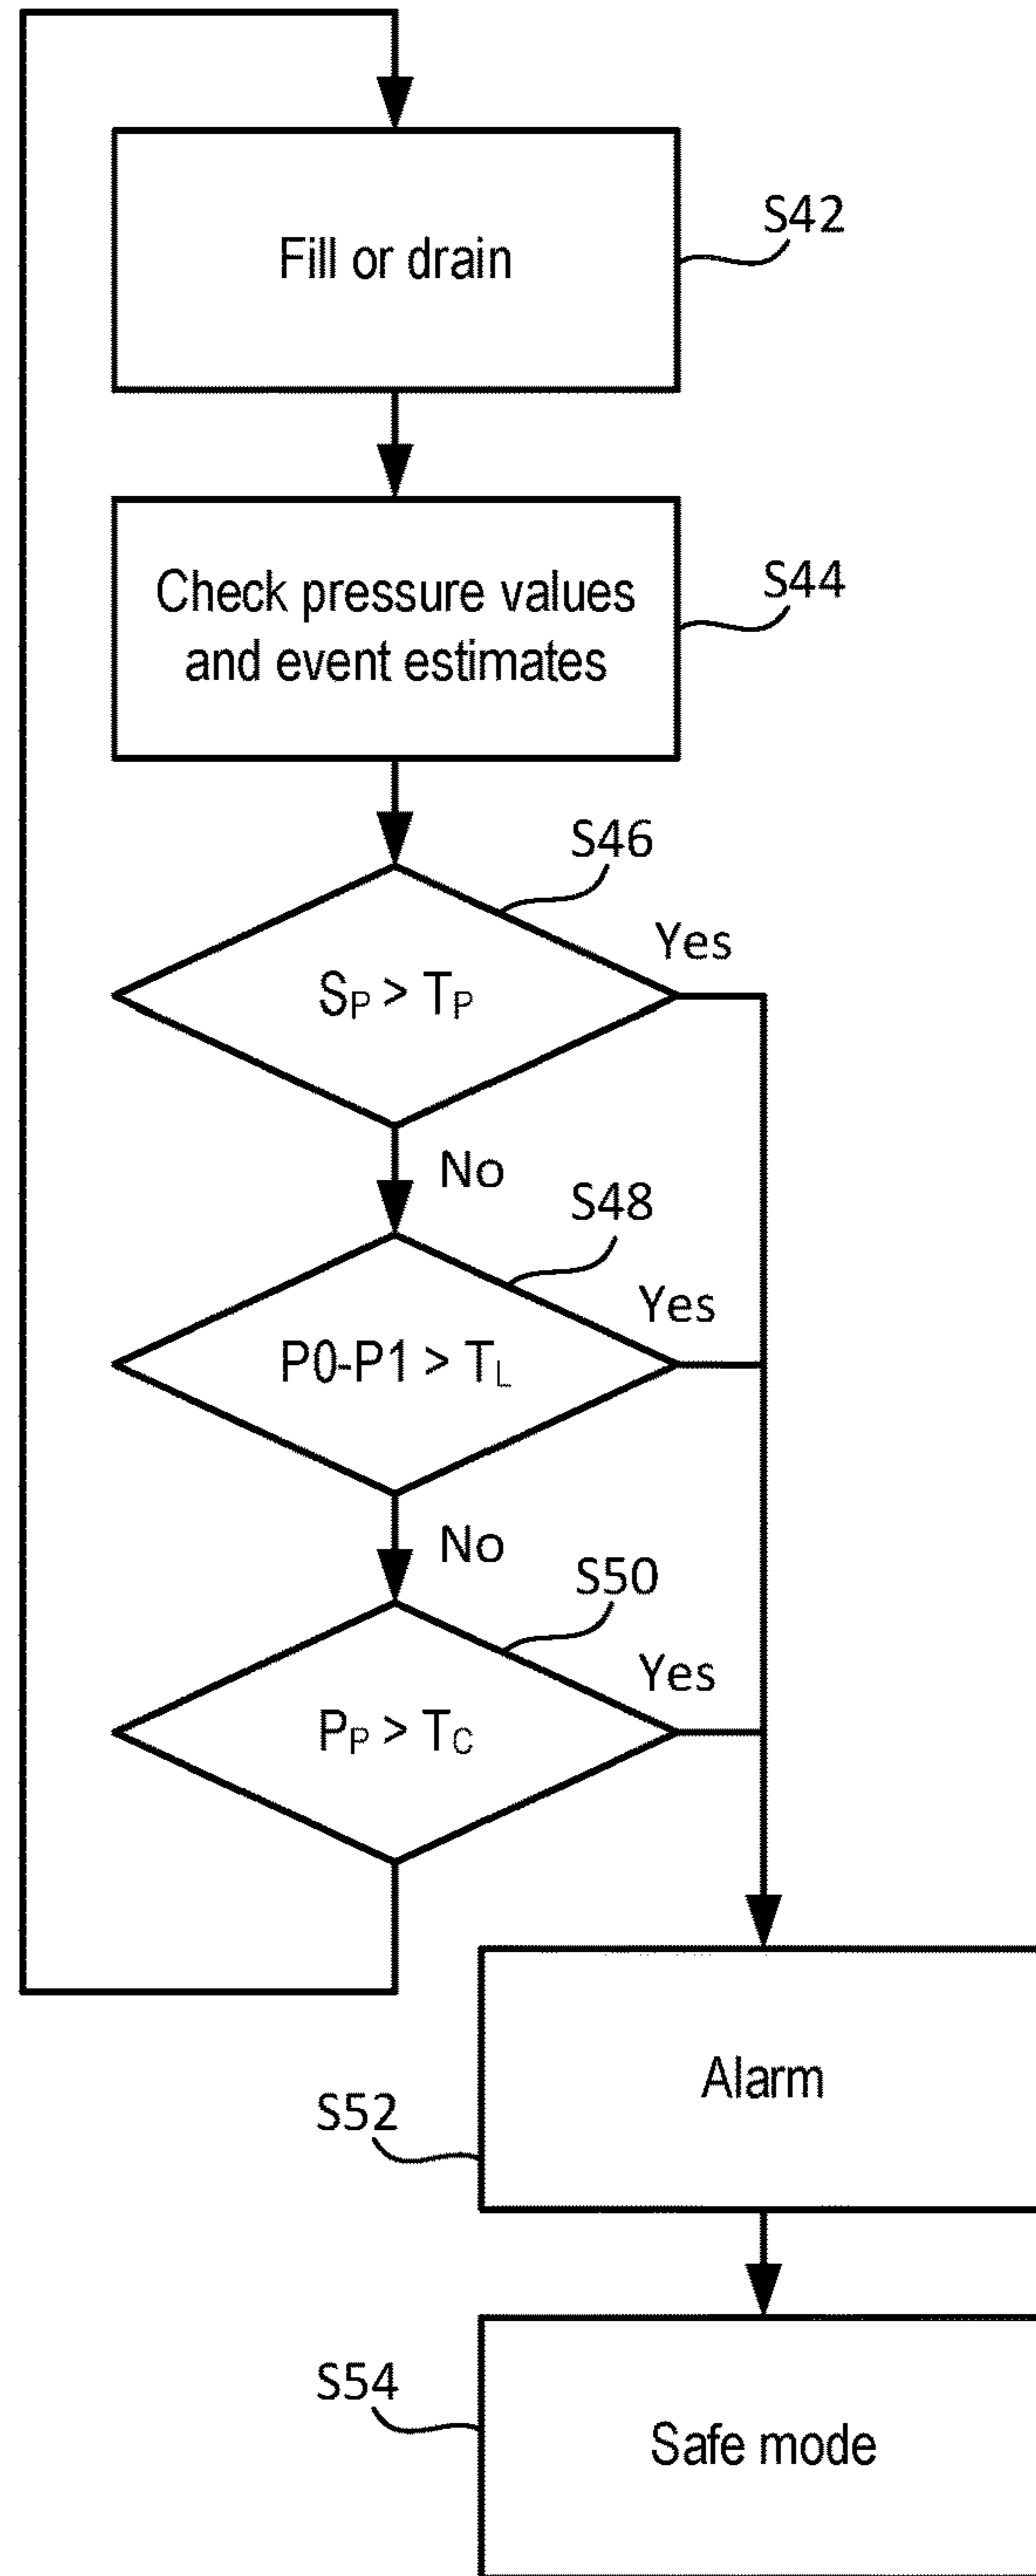 Fill or drain
S42
Check pressure values
and event estimates
S44
S46
Yes
SP > TP
No
S48
Yes
P0-P1 > TL
No
S50
Yes
PP > TC
Alarm
S52
S54
Safe mode